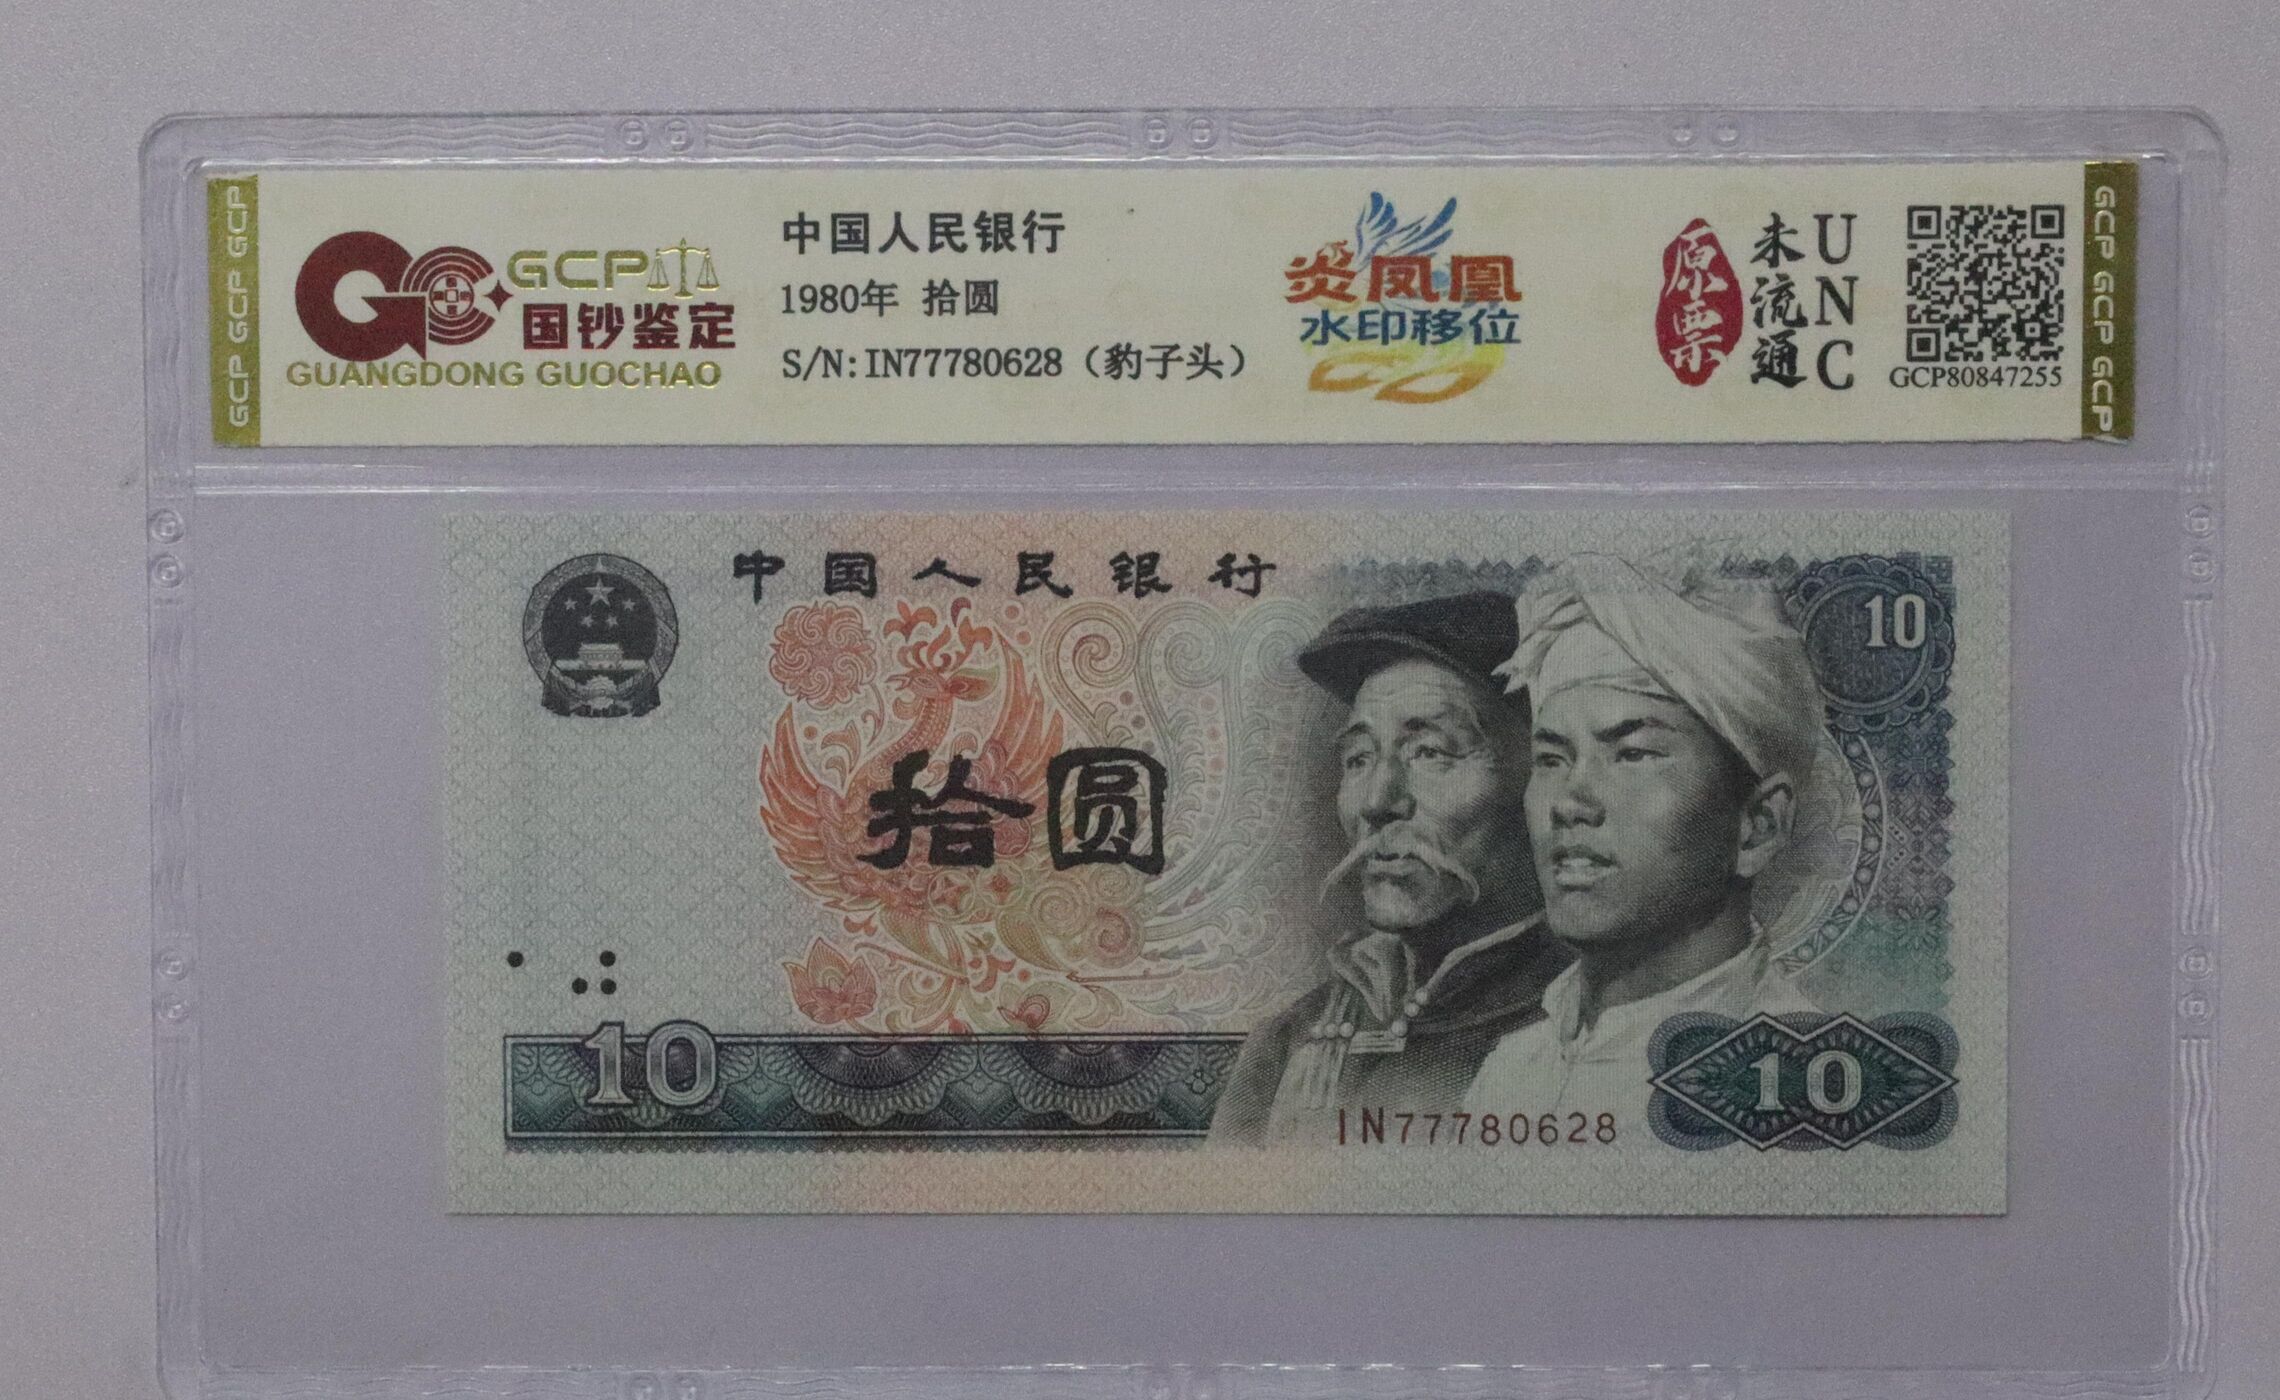 GCP GCP GCP
GCP
国钞鉴定
GUANGDONG GUOCHAO
中国人民银行
1980年 拾圆
S/N:IN77780628（豹子头）
炎凤凰
水印移位
原票
未流通
UNC
GCP80847255
GCP GCP GCP
中国人民银行
10
拾圆
10
IN77780628
10